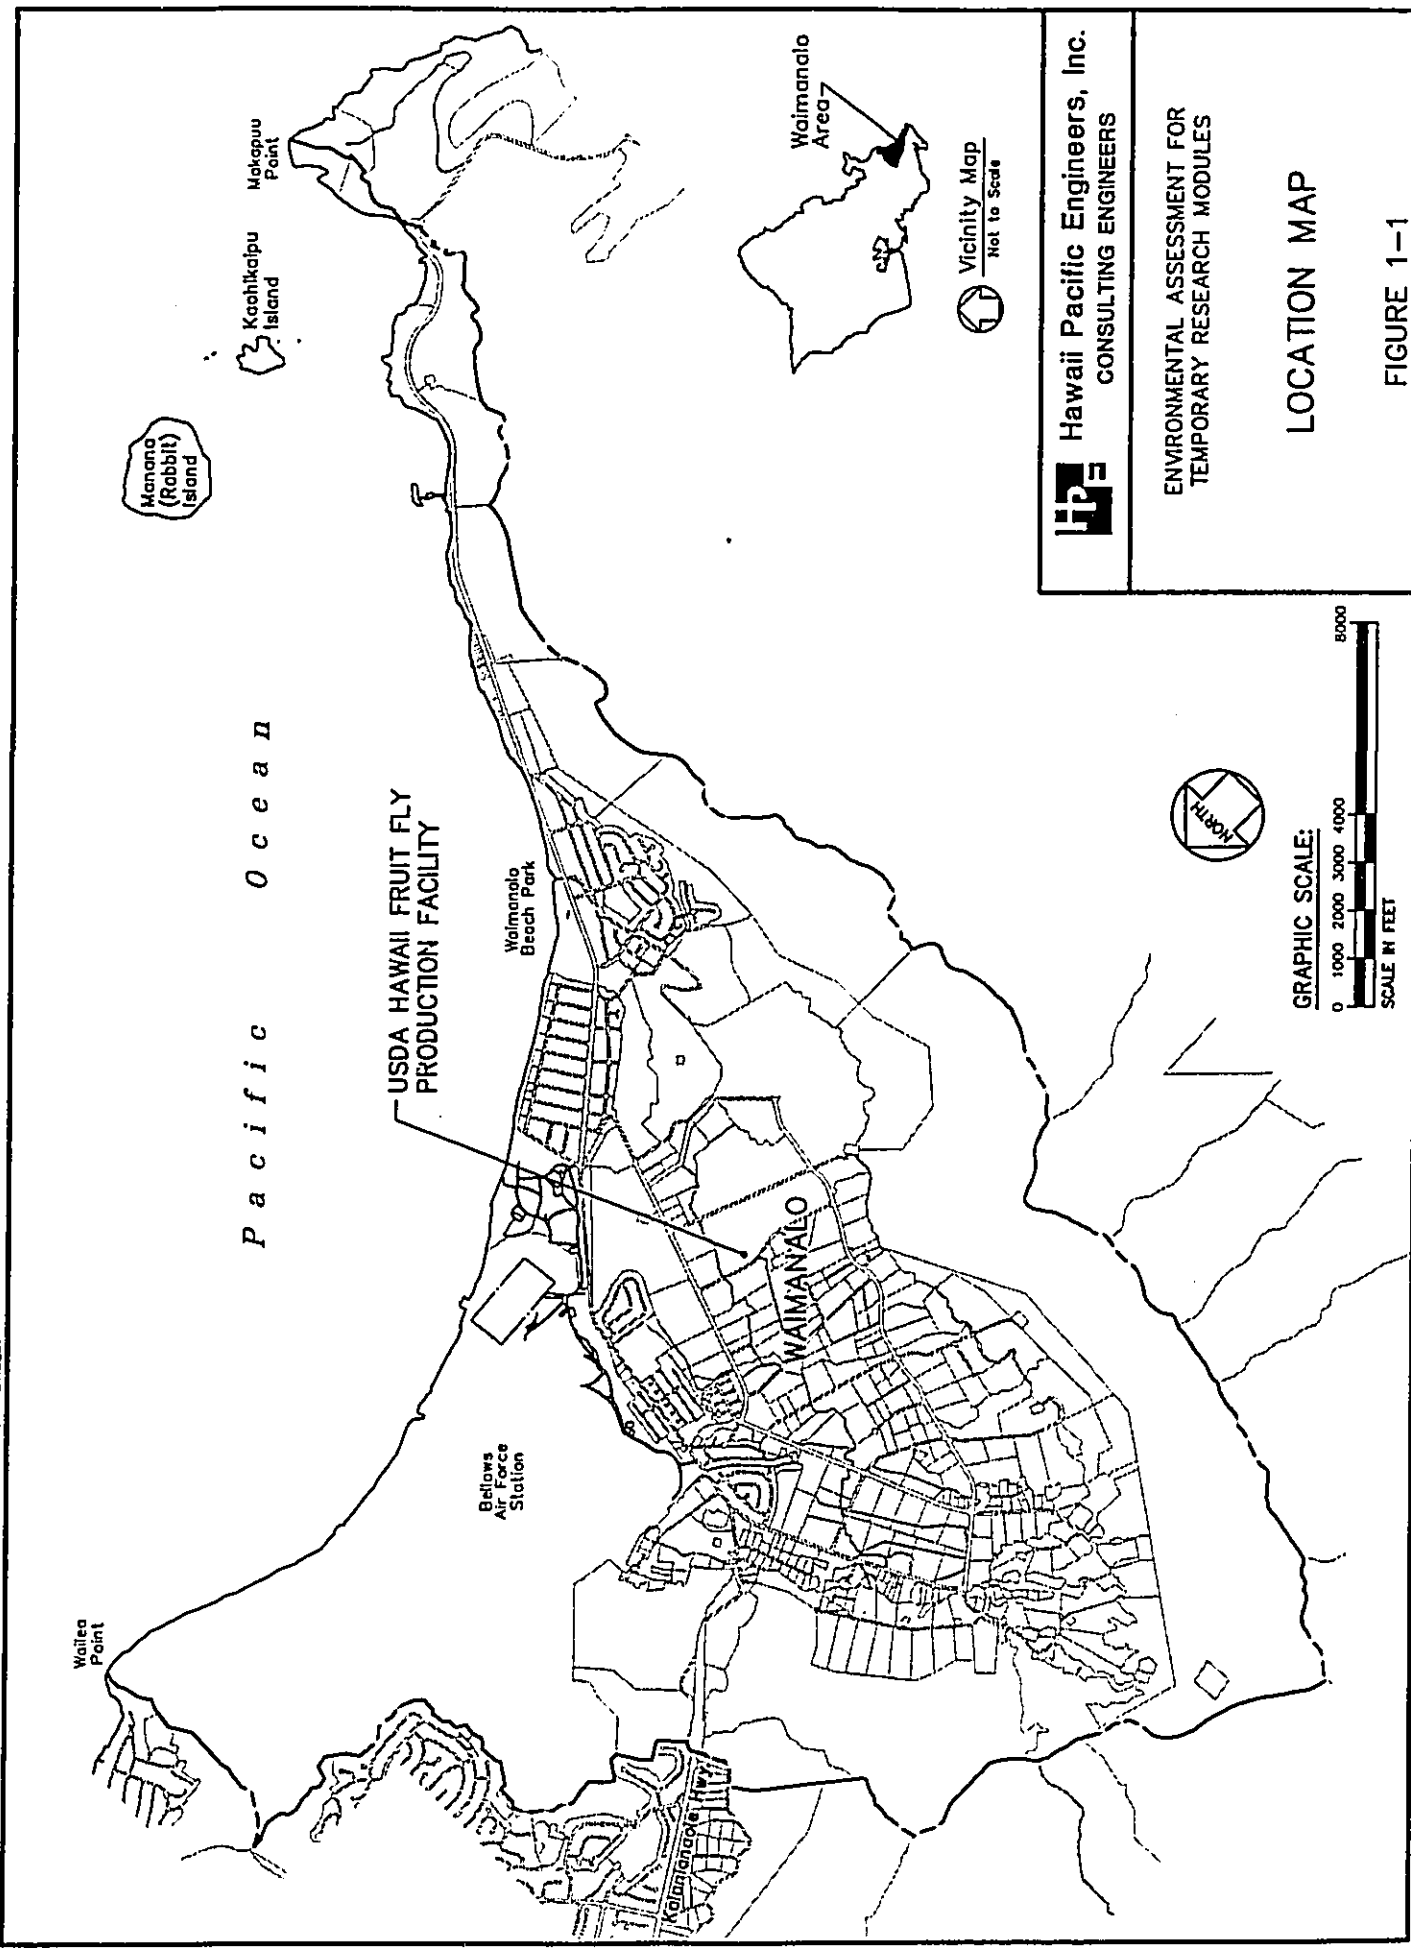 Wailea
Point
Pacific Ocean
Manana
(Rabbit)
Island
Kaohikaipu
Island
Makapuu
Point
USDA HAWAII FRUIT FLY
PRODUCTION FACILITY
Bellows
Air Force
Station
Waimanalo
Beach Park
WAIMANALO
Kalanianaole
Waimanalo
Area
Vicinity Map
Not to Scale
NORTH
GRAPHIC SCALE:
0 1000 2000 3000 4000 8000
SCALE IN FEET
HPE
Hawaii Pacific Engineers, Inc.
CONSULTING ENGINEERS
ENVIRONMENTAL ASSESSMENT FOR
TEMPORARY RESEARCH MODULES
LOCATION MAP
FIGURE 1-1